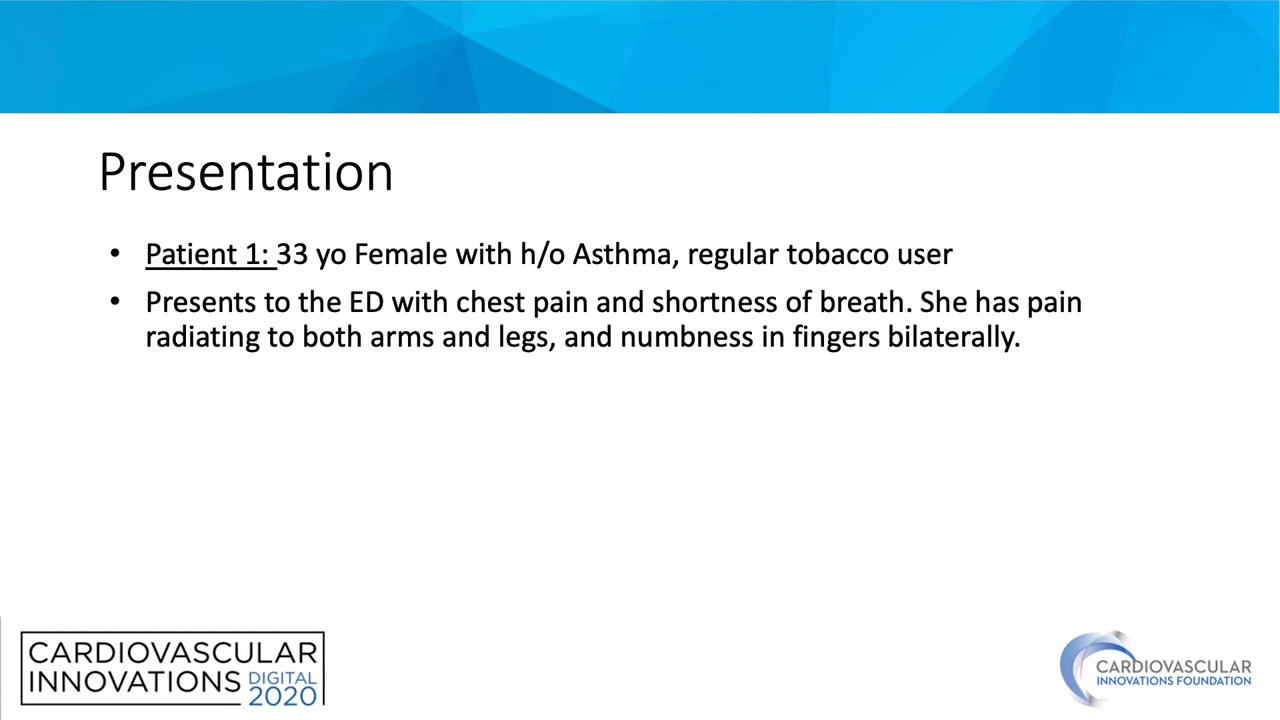 Presentation
• Patient 1: 33 yo Female with h/o Asthma, regular tobacco user
• Presents to the ED with chest pain and shortness of breath. She has pain
radiating to both arms and legs, and numbness in fingers bilaterally.
CARDIOVASCULAR
INNOVATIONS DIGITAL
2020
CARDIOVASCULAR
INNOVATIONS FOUNDATION